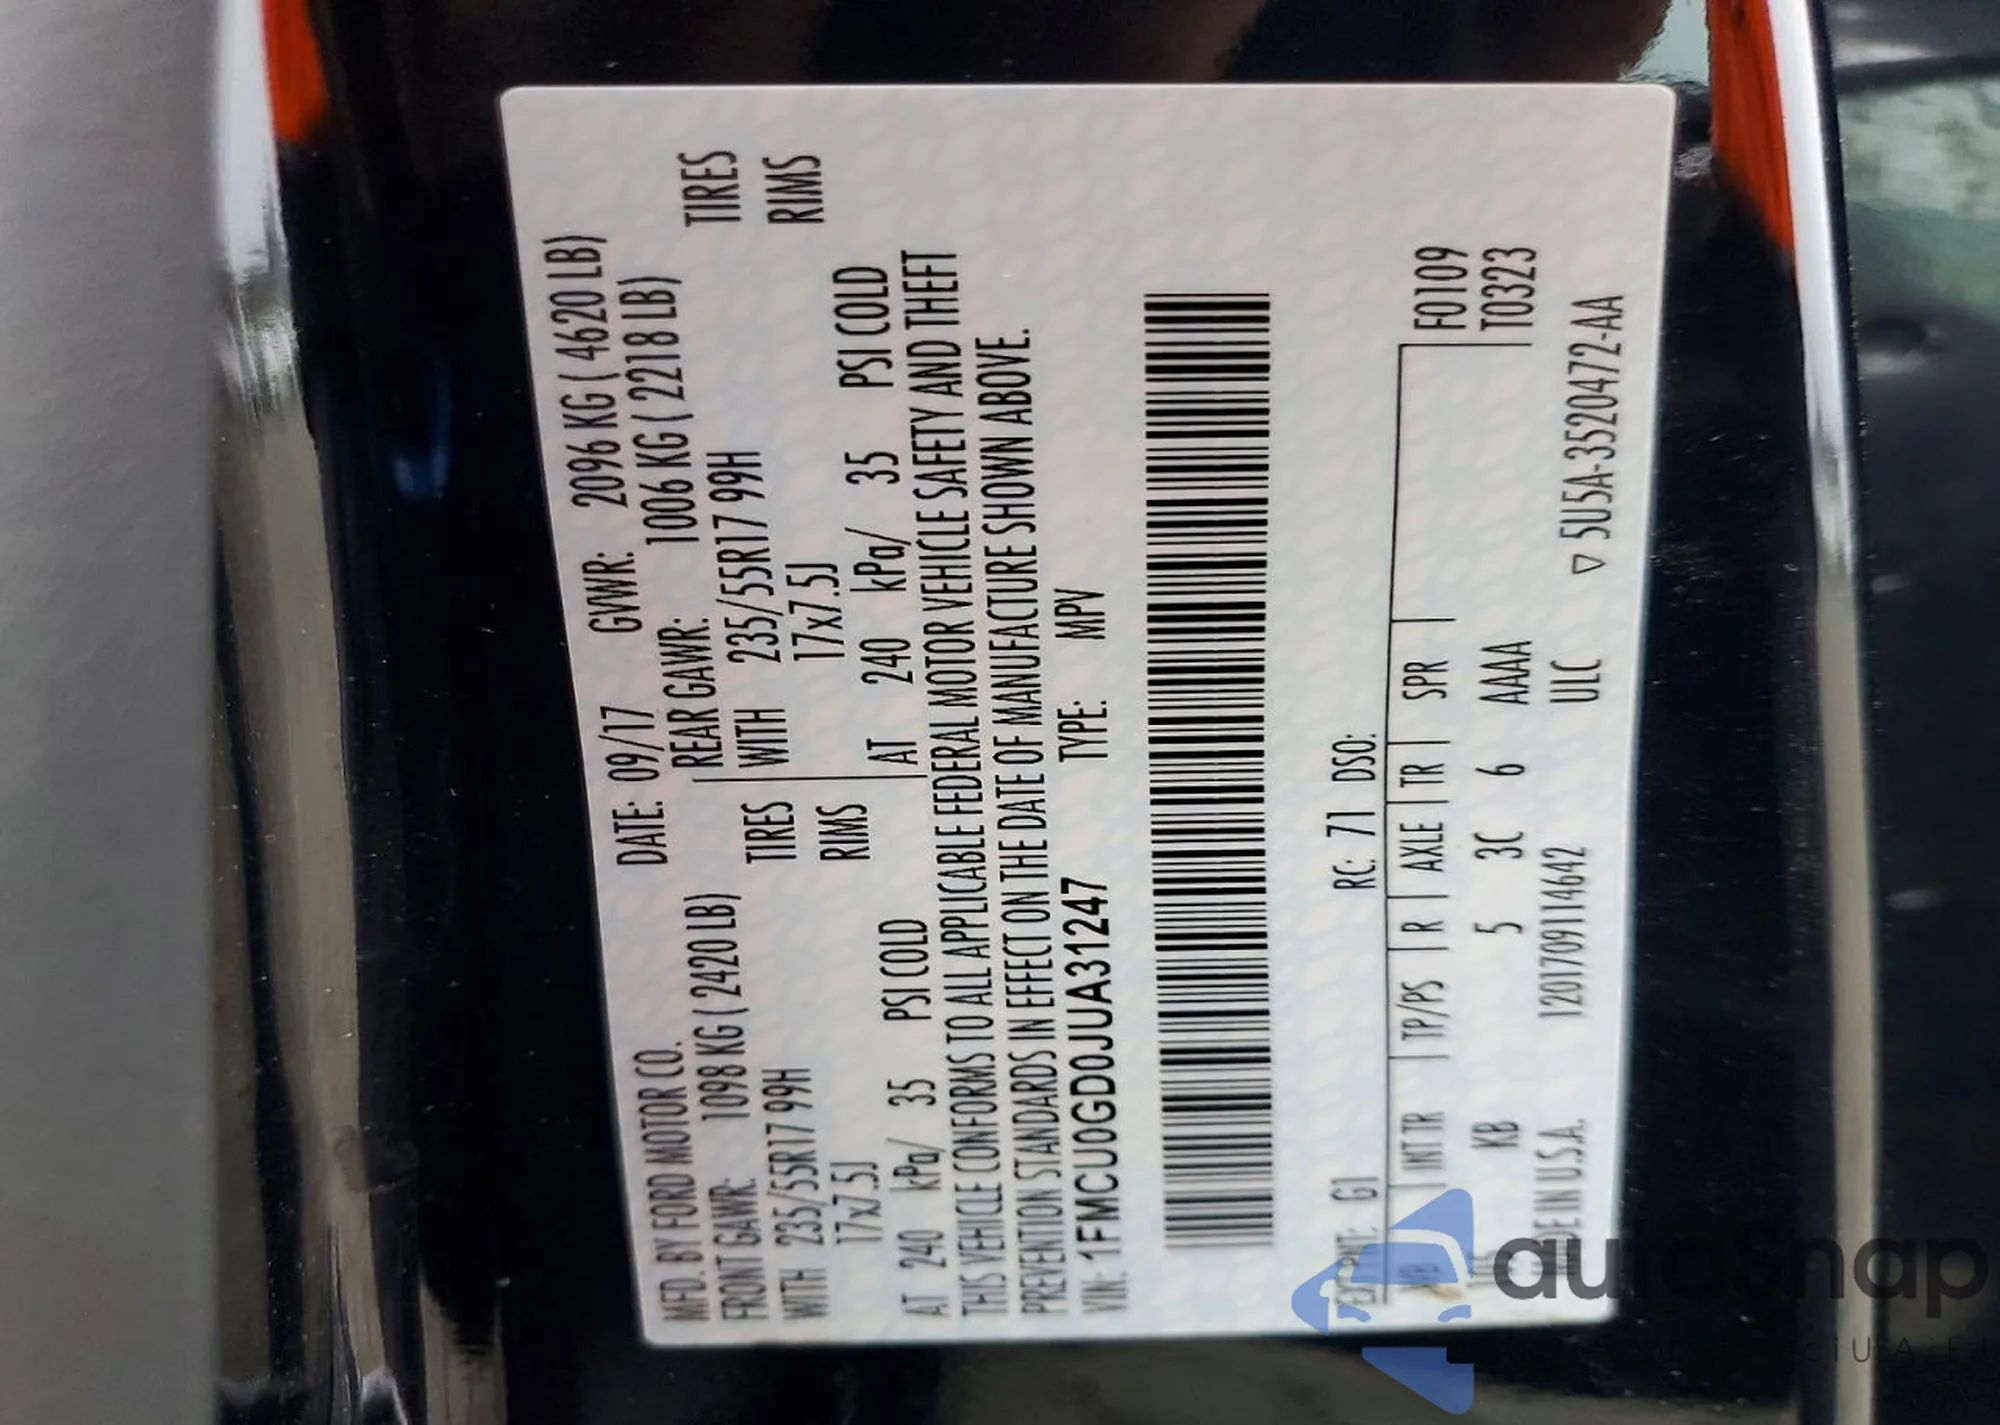 MFD. BY FORD MOTOR CO. DATE: 09/17 GVWR: 2096 KG ( 4620 LB)
FRONT GAWR: 1098 KG ( 2420 LB) REAR GAWR: 1006 KG ( 2218 LB)
WITH 235/55R17 99H TIRES WITH 235/55R17 99H TIRES
17x7.5J RIMS 17x7.5J RIMS
AT 240 kPa/ 35 PSI COLD AT 240 kPa/ 35 PSI COLD
THIS VEHICLE CONFORMS TO ALL APPLICABLE FEDERAL MOTOR VEHICLE SAFETY AND THEFT
PREVENTION STANDARDS IN EFFECT ON THE DATE OF MANUFACTURE SHOWN ABOVE.
VIN: 1FMCU0GD0JUA31247 TYPE: MPV
EXT PNT: G1 RC: 71 DSO:
INT TR TP/PS R AXLE TR SPR F0109
KB 5 3C 6 AAAA T0323
IN U.S.A. 1201709114642 ULC ▽ 5U5A-3520472-AA
autosnap